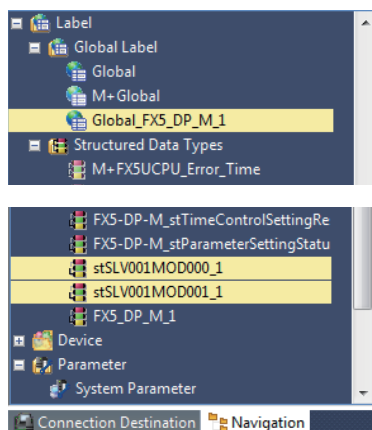 Label
Global Label
Global
M+Global
Global_FX5_DP_M_1
Structured Data Types
M+FX5UCPU_Error_Time
FX5-DP-M_stTimeControlSettingRe
FX5-DP-M_stParameterSettingStatu
stSLV001MOD000_1
stSLV001MOD001_1
FX5_DP_M_1
Device
Parameter
System Parameter
Connection Destination Navigation